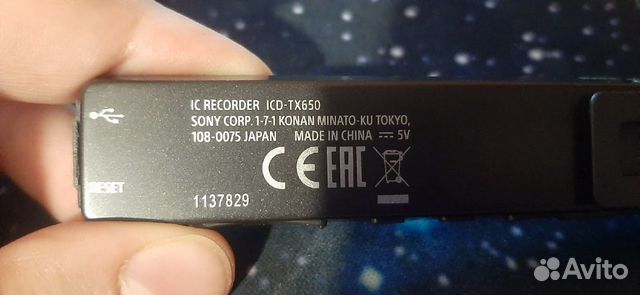 IC RECORDER ICD-TX650
SONY CORP. 1-7-1 KONAN MINATO-KU TOKYO,
108-0075 JAPAN MADE IN CHINA 5V
CE EAC
RESET
1137829
Avito